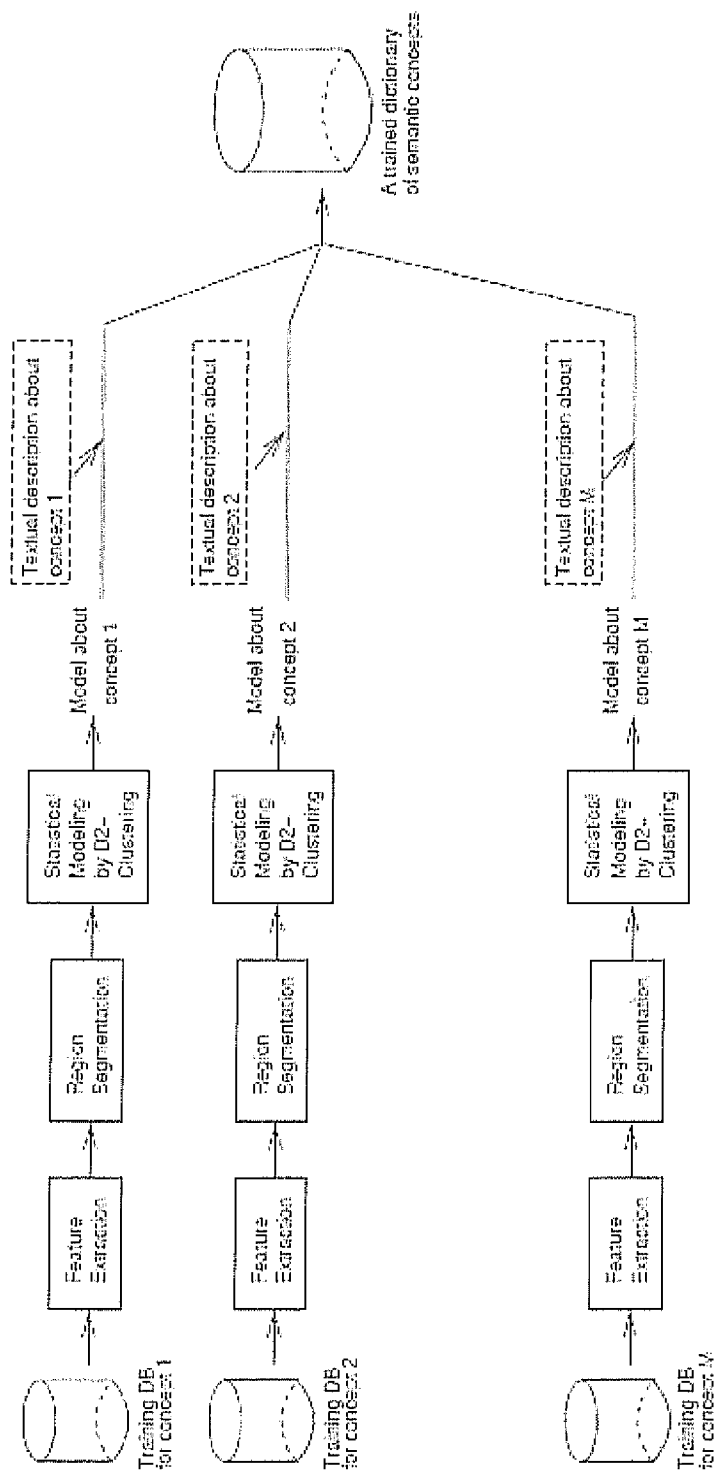 Training DB
for concept 1
Feature
Extraction
Region
Segmentation
Statistical
Modeling
by D2-
Clustering
Model about
concept 1
Textual description about
concept 1
Training DB
for concept 2
Feature
Extraction
Region
Segmentation
Statistical
Modeling
by D2-
Clustering
Model about
concept 2
Textual description about
concept 2
Training DB
for concept M
Feature
Extraction
Region
Segmentation
Statistical
Modeling
by D2-
Clustering
Model about
concept M
Textual description about
concept M
A trained dictionary
of semantic concepts